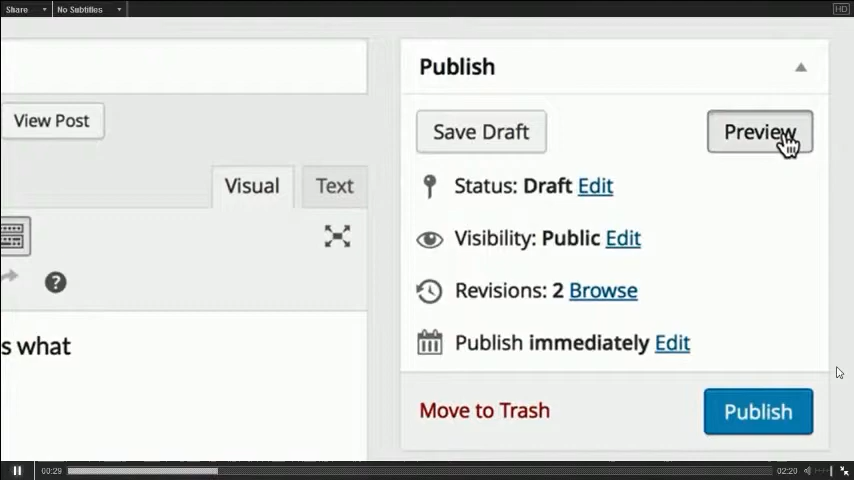 Share No Subtitles HD
Publish
View Post
Save Draft Preview
Visual Text
Status: Draft Edit
Visibility: Public Edit
Revisions: 2 Browse
s what
Publish immediately Edit
Move to Trash Publish
00:29 02:20